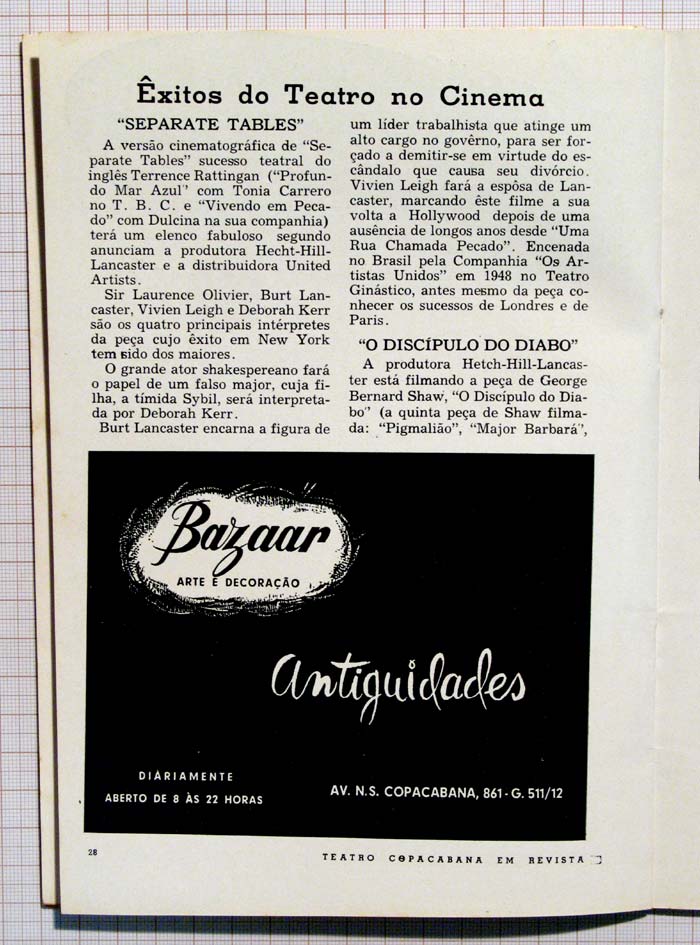 Êxitos do Teatro no Cinema
"SEPARATE TABLES"
A versão cinematográfica de "Se-
parate Tables" sucesso teatral do
inglês Terrence Rattingan ("Profun-
do Mar Azul" com Tonia Carrero
no T. B. C. e "Vivendo em Peca-
do" com Dulcina na sua companhia)
terá um elenco fabuloso segundo
anunciam a produtora Hecht-Hill-
Lancaster e a distribuidora United
Artists.
Sir Laurence Olivier, Burt Lan-
caster, Vivien Leigh e Deborah Kerr
são os quatro principais intérpretes
da peça cujo êxito em New York
tem sido dos maiores.
O grande ator shakespereano fará
o papel de um falso major, cuja fi-
lha, a tímida Sybil, será interpreta-
da por Deborah Kerr.
Burt Lancaster encarna a figura de
um líder trabalhista que atinge um
alto cargo no govêrno, para ser for-
çado a demitir-se em virtude do es-
cândalo que causa seu divórcio.
Vivien Leigh fará a espôsa de Lan-
caster, marcando êste filme a sua
volta a Hollywood depois de uma
ausência de longos anos desde "Uma
Rua Chamada Pecado". Encenada
no Brasil pela Companhia "Os Ar-
tistas Unidos" em 1948 no Teatro
Ginástico, antes mesmo da peça co-
nhecer os sucessos de Londres e de
Paris.
"O DISCÍPULO DO DIABO"
A produtora Hetch-Hill-Lancas-
ter está filmando a peça de George
Bernard Shaw, "O Discípulo do Dia-
bo" (a quinta peça de Shaw filma-
da: "Pigmalião", "Major Barbará",
Bazaar
ARTE E DECORAÇÃO
Antiguidades
DIÀRIAMENTE
ABERTO DE 8 ÀS 22 HORAS
AV. N.S. COPACABANA, 861 - G. 511/12
28
TEATRO COPACABANA EM REVISTA